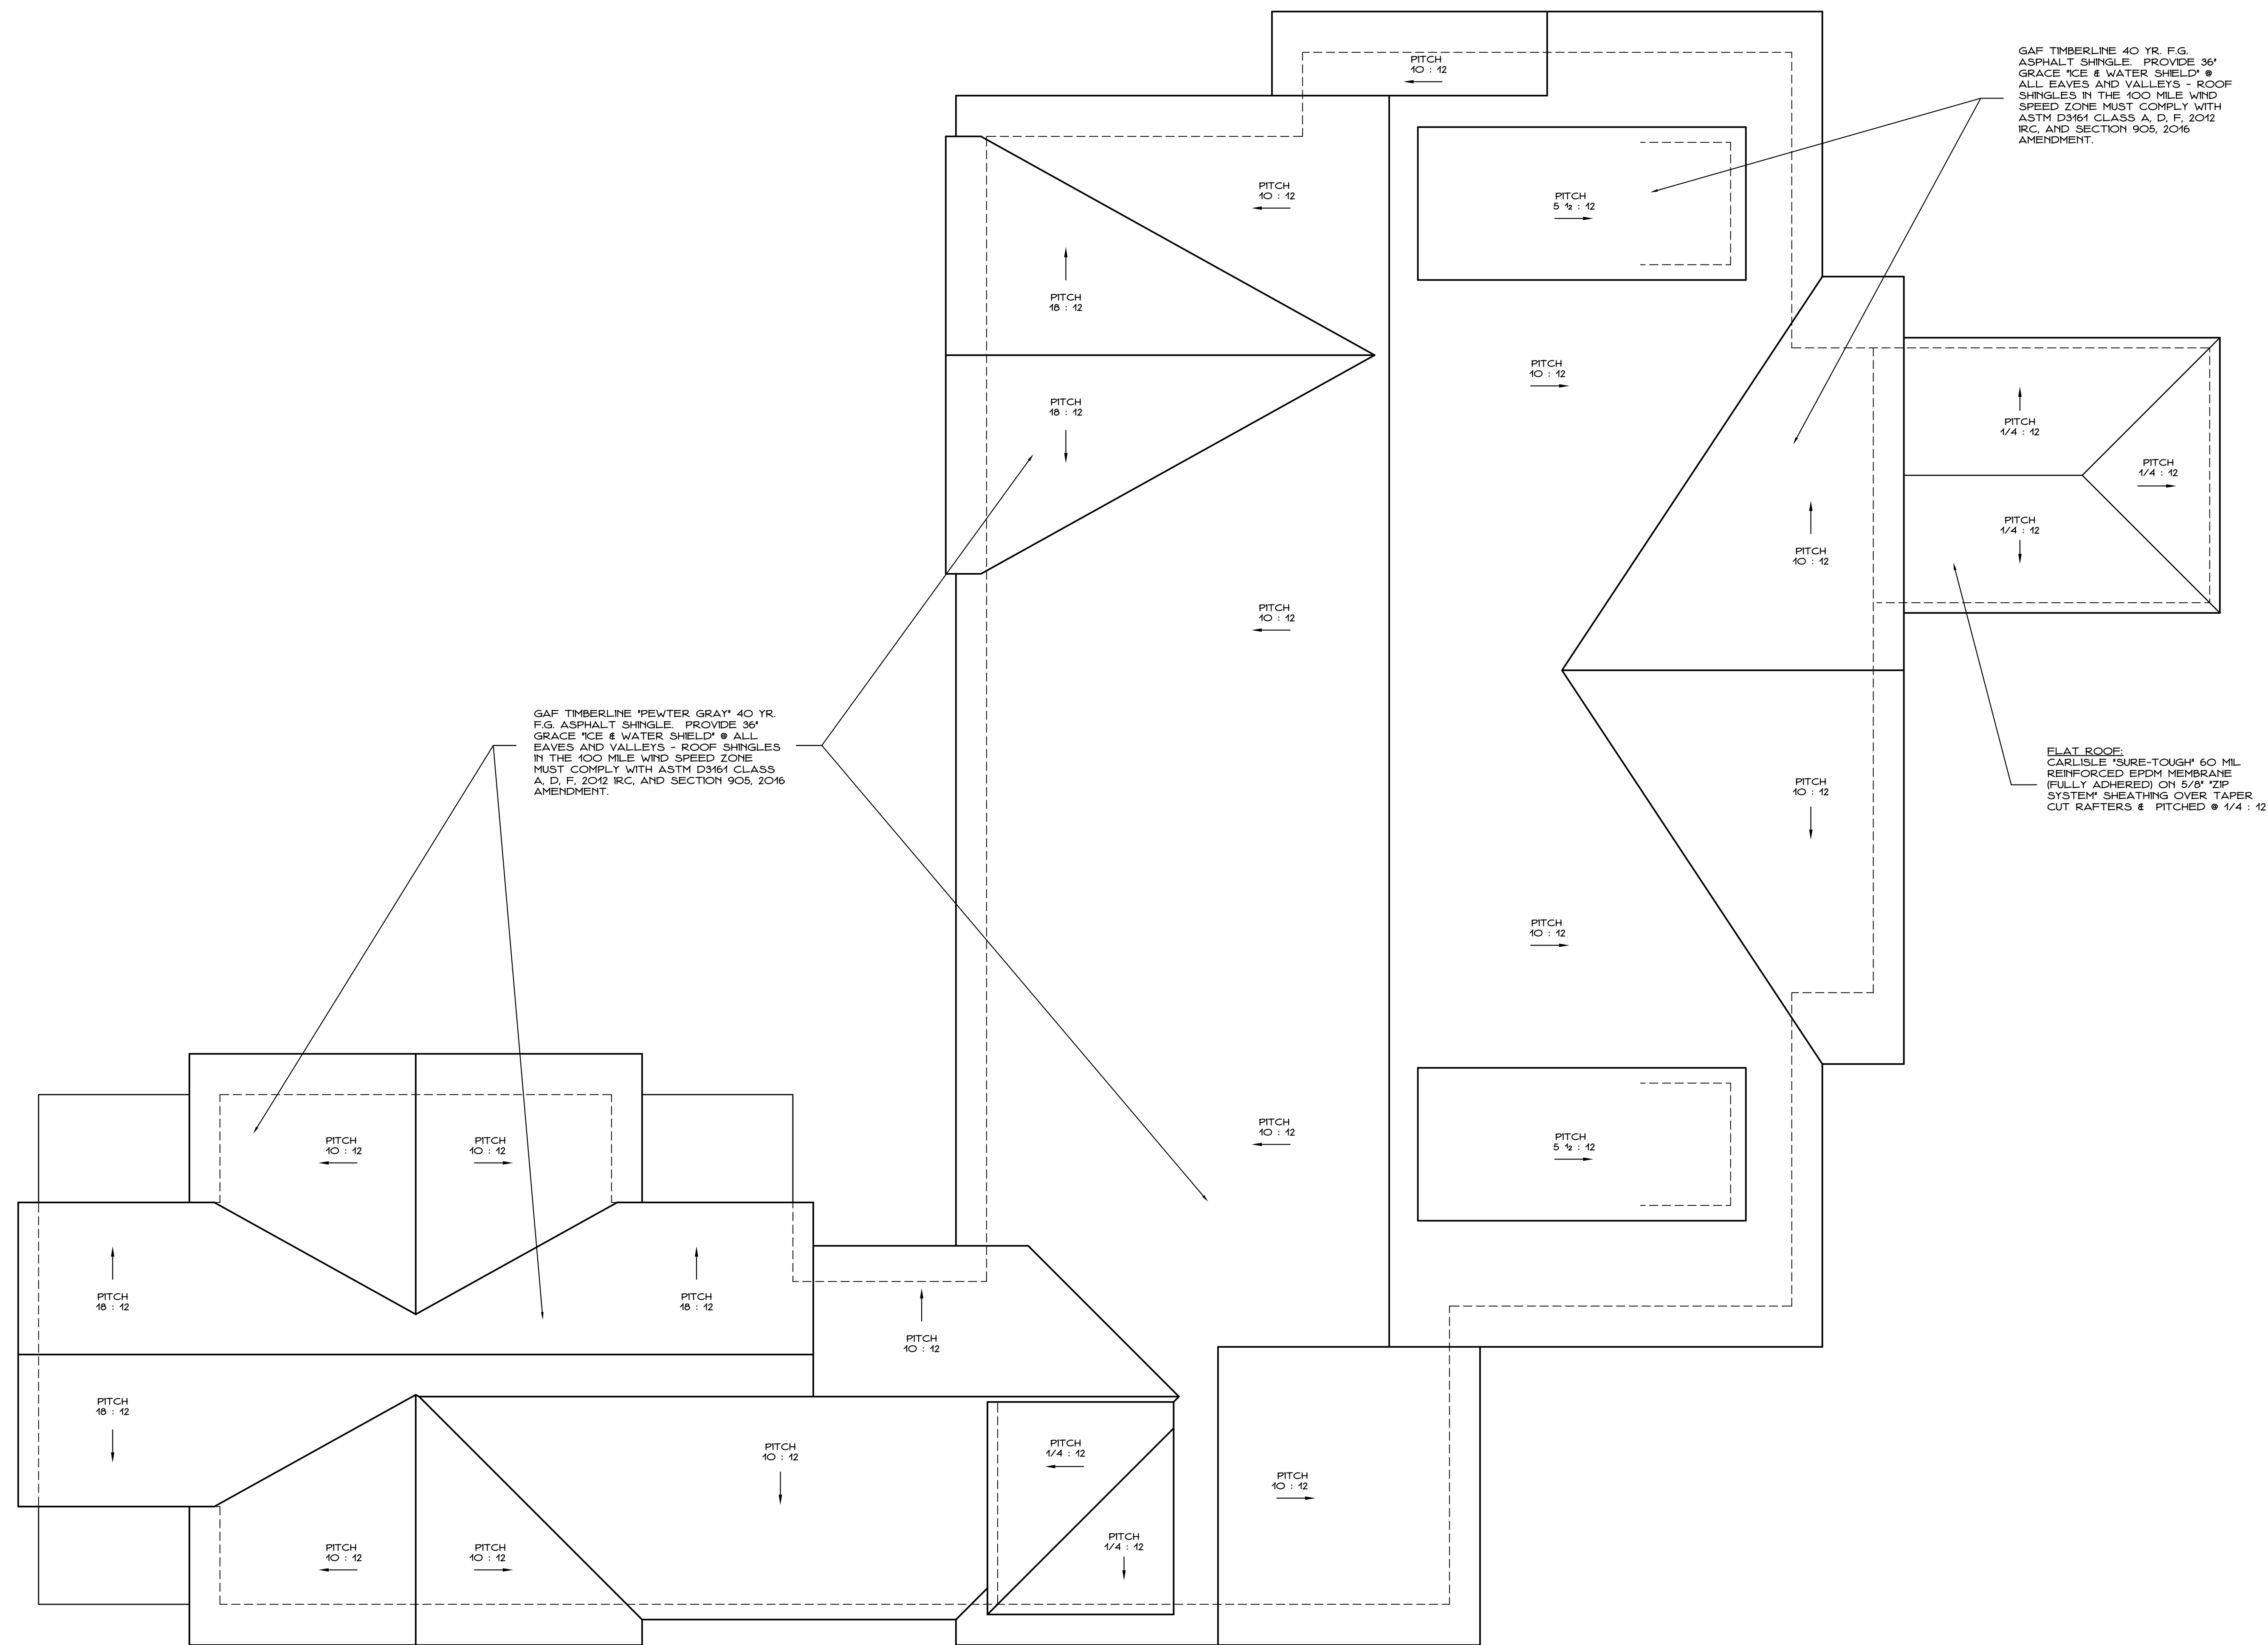 PITCH
10 : 12
GAF TIMBERLINE 40 YR. F.G.
ASPHALT SHINGLE. PROVIDE 36"
GRACE "ICE & WATER SHIELD" @
ALL EAVES AND VALLEYS - ROOF
SHINGLES IN THE 100 MILE WIND
SPEED ZONE MUST COMPLY WITH
ASTM D3161 CLASS A, D, F, 2012
IRC, AND SECTION 905, 2016
AMENDMENT.
PITCH
10 : 12
PITCH
5 1/2 : 12
PITCH
18 : 12
PITCH
10 : 12
PITCH
18 : 12
PITCH
1/4 : 12
PITCH
1/4 : 12
PITCH
1/4 : 12
PITCH
10 : 12
PITCH
10 : 12
GAF TIMBERLINE "PEWTER GRAY" 40 YR.
F.G. ASPHALT SHINGLE. PROVIDE 36"
GRACE "ICE & WATER SHIELD" @ ALL
EAVES AND VALLEYS - ROOF SHINGLES
IN THE 100 MILE WIND SPEED ZONE
MUST COMPLY WITH ASTM D3161 CLASS
A, D, F, 2012 IRC, AND SECTION 905, 2016
AMENDMENT.
FLAT ROOF:
CARLISLE "SURE-TOUGH" 60 MIL
REINFORCED EPDM MEMBRANE
(FULLY ADHERED) ON 5/8" "ZIP
SYSTEM" SHEATHING OVER TAPER
CUT RAFTERS & PITCHED @ 1/4 : 12
PITCH
10 : 12
PITCH
10 : 12
PITCH
10 : 12
PITCH
10 : 12
PITCH
10 : 12
PITCH
5 1/2 : 12
PITCH
18 : 12
PITCH
18 : 12
PITCH
10 : 12
PITCH
18 : 12
PITCH
10 : 12
PITCH
1/4 : 12
PITCH
10 : 12
PITCH
10 : 12
PITCH
10 : 12
PITCH
1/4 : 12